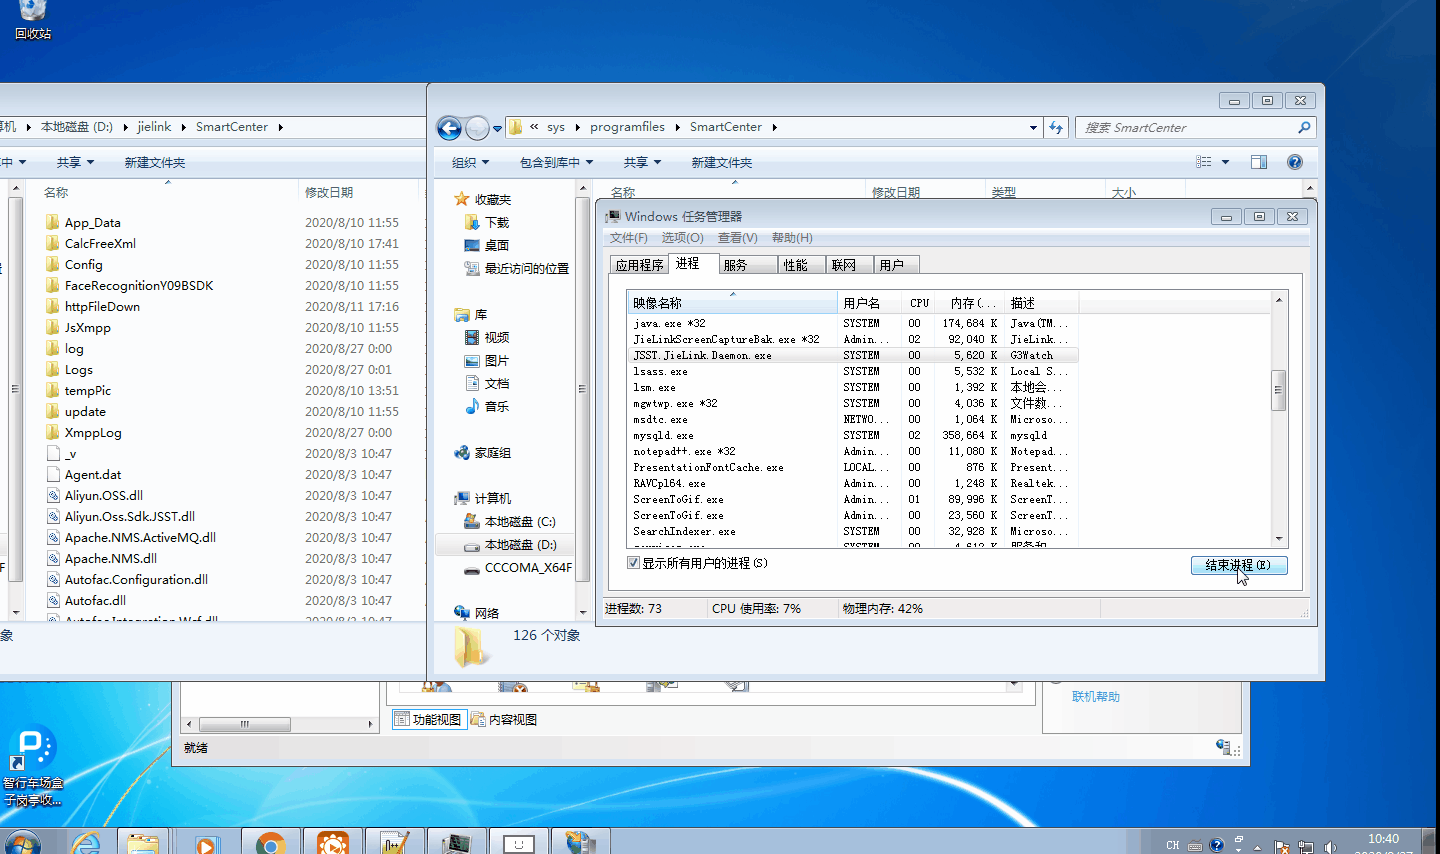 回收站
本地磁盘 (D:) jielink SmartCenter
中 共享 新建文件夹
名称 修改日期
App_Data 2020/8/10 11:55
CalcFreeXml 2020/8/10 17:41
Config 2020/8/10 11:55
FaceRecognitionY09BSDK 2020/8/10 11:55
httpFileDown 2020/8/11 17:16
JsXmpp 2020/8/10 11:55
log 2020/8/27 0:00
Logs 2020/8/27 0:01
tempPic 2020/8/10 13:51
update 2020/8/10 11:55
XmppLog 2020/8/27 0:00
_v 2020/8/3 10:47
Agent.dat 2020/8/3 10:47
Aliyun.OSS.dll 2020/8/3 10:47
Aliyun.Oss.Sdk.JSST.dll 2020/8/3 10:47
Apache.NMS.ActiveMQ.dll 2020/8/3 10:47
Apache.NMS.dll 2020/8/3 10:47
Autofac.Configuration.dll 2020/8/3 10:47
Autofac.dll 2020/8/3 10:47
Autofac.Integration.Wcf.dll 2020/8/3 10:47
象
« sys programfiles SmartCenter
搜索 SmartCenter
组织 包含到库中 共享 新建文件夹
收藏夹
下载
桌面
最近访问的位置
库
视频
图片
文档
音乐
家庭组
计算机
本地磁盘 (C:)
本地磁盘 (D:)
CCCOMA_X64F
网络
名称 修改日期 类型 大小
126 个对象
Windows 任务管理器
文件(F) 选项(O) 查看(V) 帮助(H)
应用程序 进程 服务 性能 联网 用户
映像名称 用户名 CPU 内存(... 描述
java.exe *32 SYSTEM 00 174,684 K Java(TM...
JieLinkScreenCaptureBak.exe *32 Admin... 02 92,040 K JieLink...
JSST.JieLink.Daemon.exe SYSTEM 00 5,620 K G3Watch
lsass.exe SYSTEM 00 5,532 K Local S...
lsm.exe SYSTEM 00 1,392 K 本地会...
mgwtwp.exe *32 SYSTEM 00 4,036 K 文件数...
msdtc.exe NETWO... 00 1,064 K Microso...
mysqld.exe SYSTEM 02 358,664 K mysqld
notepad++.exe *32 Admin... 00 11,080 K Notepad...
PresentationFontCache.exe LOCAL... 00 876 K Present...
RAVCpl64.exe Admin... 00 1,248 K Realtek...
ScreenToGif.exe Admin... 01 89,996 K ScreenT...
ScreenToGif.exe Admin... 00 23,560 K ScreenT...
SearchIndexer.exe SYSTEM 00 32,928 K Microso...
显示所有用户的进程(S) 结束进程(E)
进程数: 73 CPU 使用率: 7% 物理内存: 42%
联机帮助
功能视图 内容视图
就绪
智行车场盒
子岗亭收...
CH
10:40